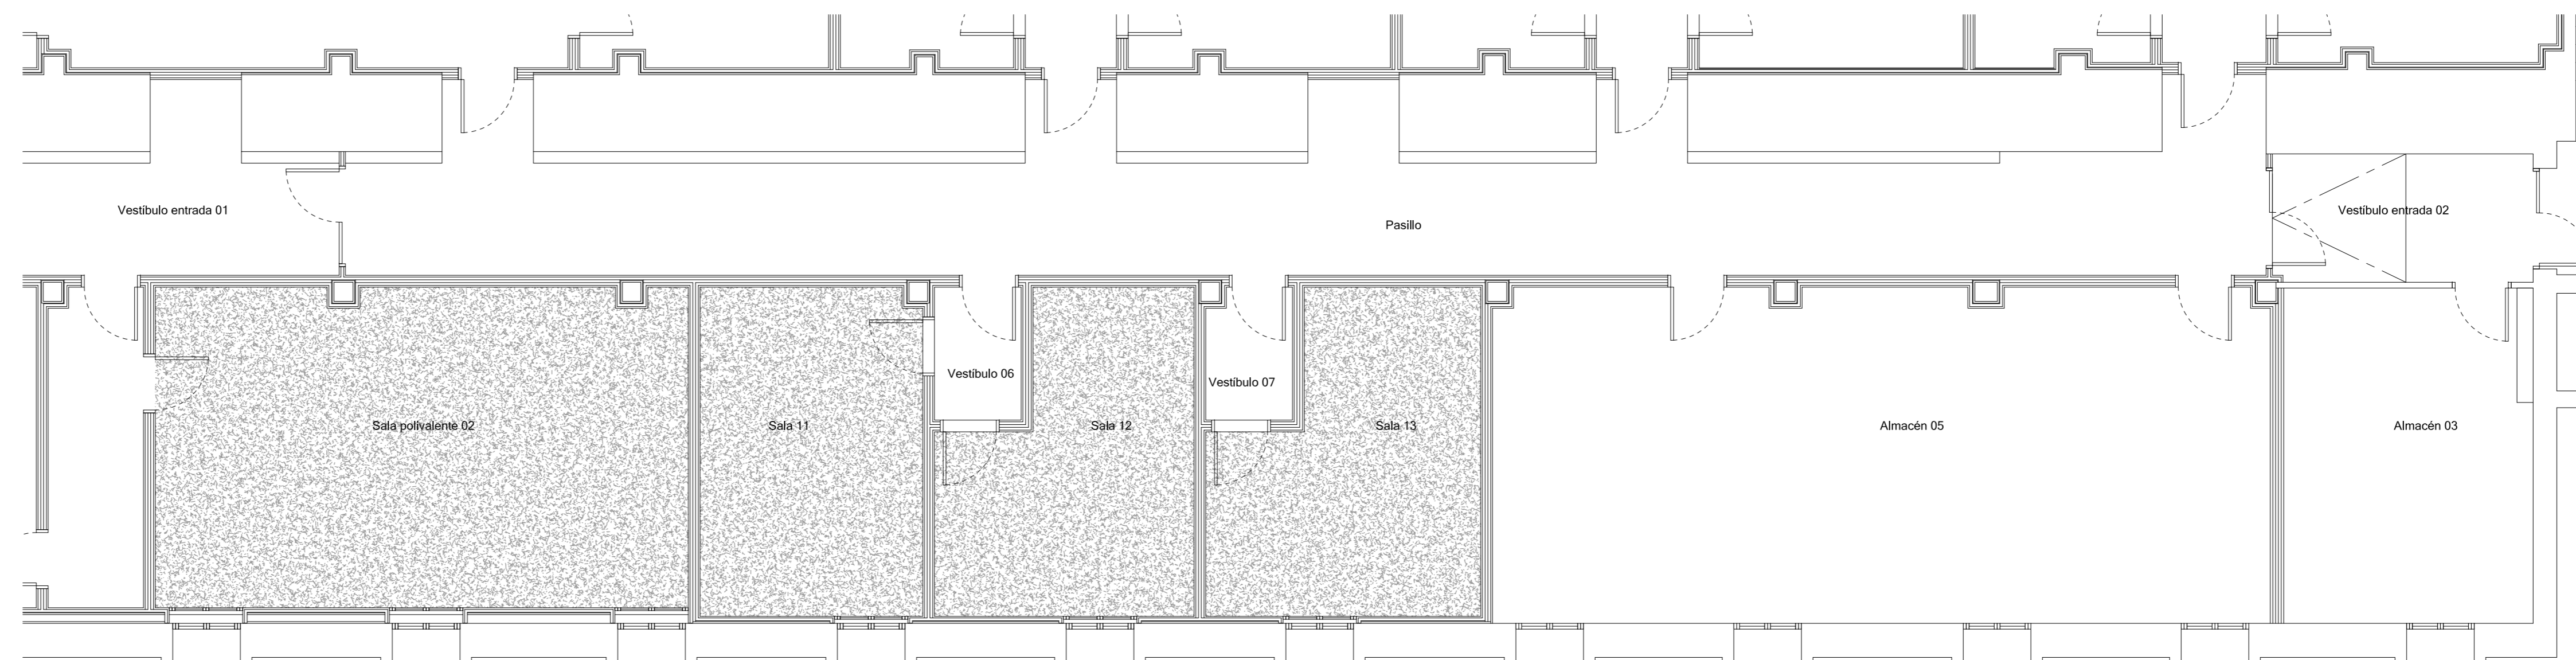 Vestíbulo entrada 01
Pasillo
Vestíbulo entrada 02
Vestíbulo 06
Vestíbulo 07
Sala polivalente 02
Sala 11
Sala 12
Sala 13
Almacén 05
Almacén 03